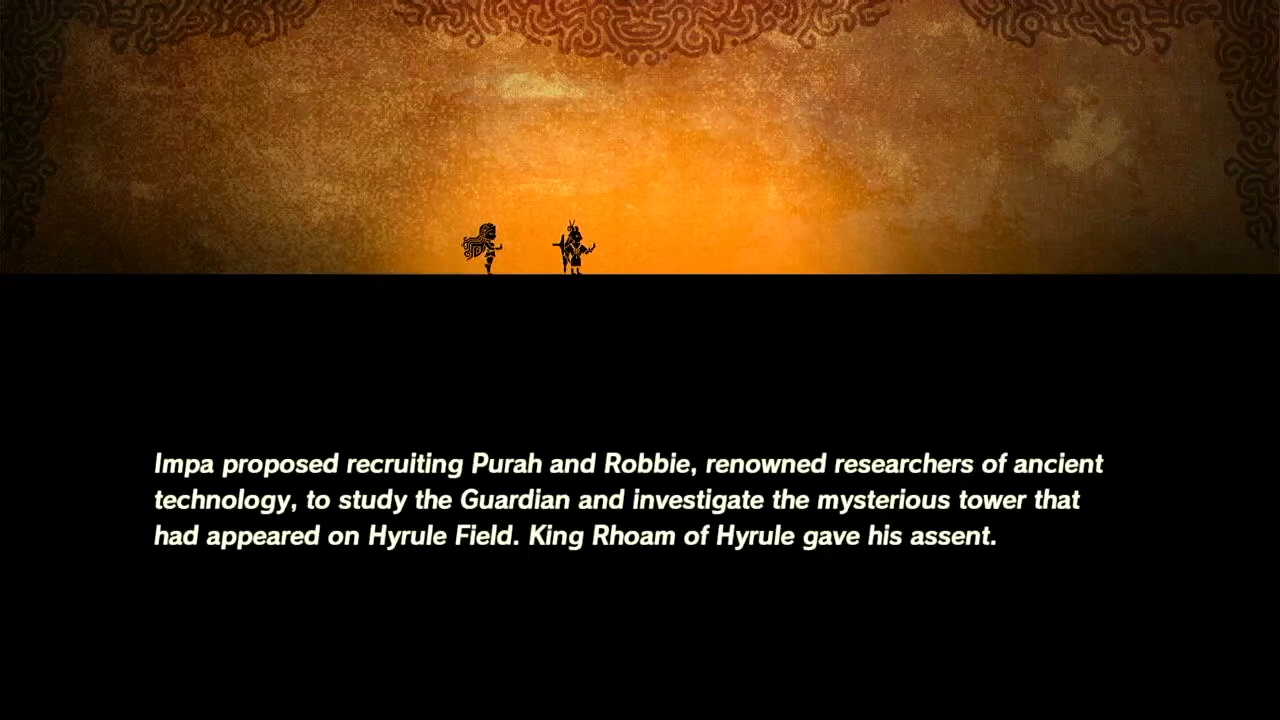 Impa proposed recruiting Purah and Robbie, renowned researchers of ancient
technology, to study the Guardian and investigate the mysterious tower that
had appeared on Hyrule Field. King Rhoam of Hyrule gave his assent.